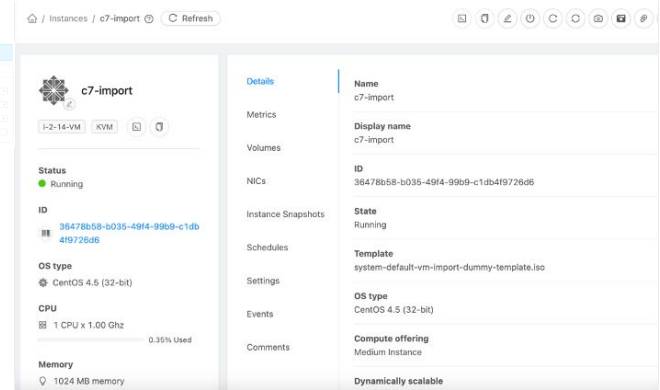 / Instances / c7-import Refresh
c7-import
i-2-14-VM KVM
Status
Running
ID
36478b58-b035-49f4-99b9-c1db
4f9726d6
OS type
CentOS 4.5 (32-bit)
CPU
1 CPU x 1.00 Ghz
0.35% Used
Memory
1024 MB memory
Details
Metrics
Volumes
NICs
Instance Snapshots
Schedules
Settings
Events
Comments
Name
c7-import
Display name
c7-import
ID
36478b58-b035-49f4-99b9-c1db4f9726d6
State
Running
Template
system-default-vm-import-dummy-template.iso
OS type
CentOS 4.5 (32-bit)
Compute offering
Medium Instance
Dynamically scalable